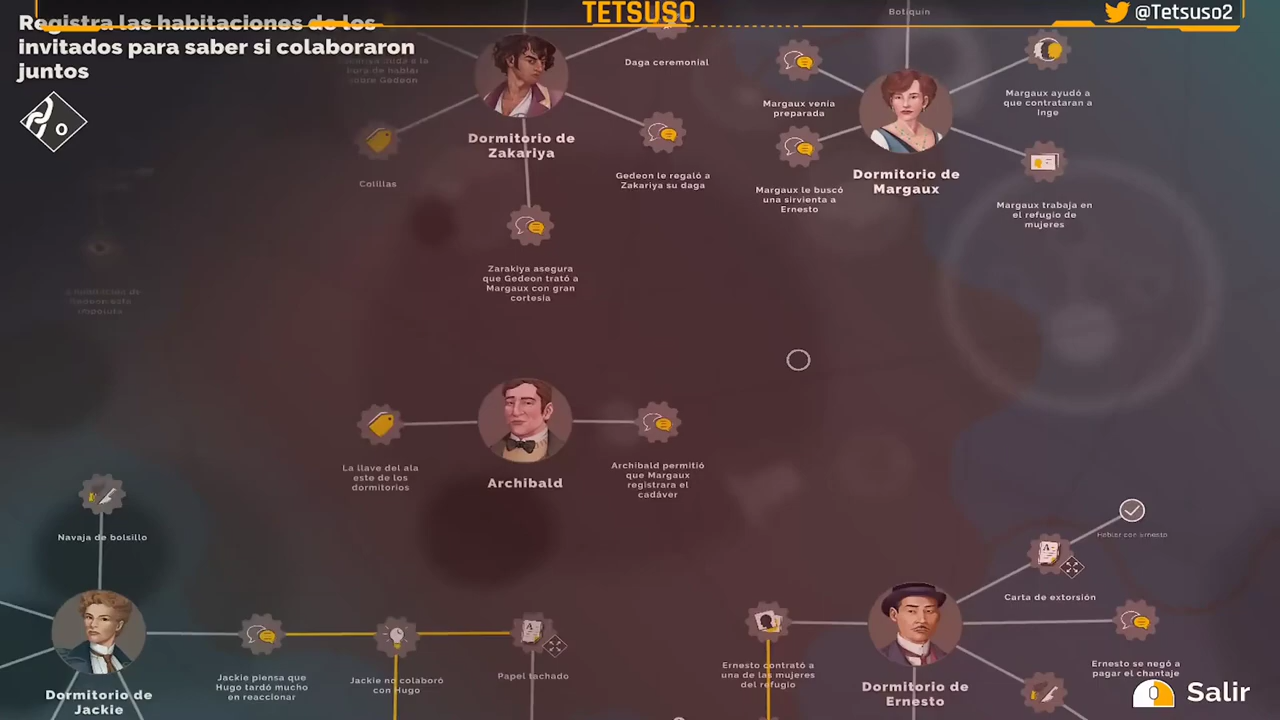 TETSUSO
@Tetsuso2
Registra las habitaciones de los
invitados para saber si colaboraron
juntos
0
Botiquín
Daga ceremonial
Margaux venía
preparada
Margaux ayudó a
que contrataran a
Inge
sobre Gedeon
Dormitorio de
Zakariya
Colillas
Gedeon le regaló a
Zakariya su daga
Margaux le buscó
una sirvienta a
Ernesto
Dormitorio de
Margaux
Margaux trabaja en
el refugio de
mujeres
Zarakiya asegura
que Gedeon trató a
Margaux con gran
cortesía
La llave del ala
este de los
dormitorios
Archibald
Archibald permitió
que Margaux
registrara el
cadáver
Navaja de bolsillo
Hablar con Ernesto
Carta de extorsión
Dormitorio de
Jackie
Jackie piensa que
Hugo tardó mucho
en reaccionar
Jackie no colaboró
con Hugo
Papel tachado
Ernesto contrató a
una de las mujeres
del refugio
Dormitorio de
Ernesto
Ernesto se negó a
pagar el chantaje
Salir